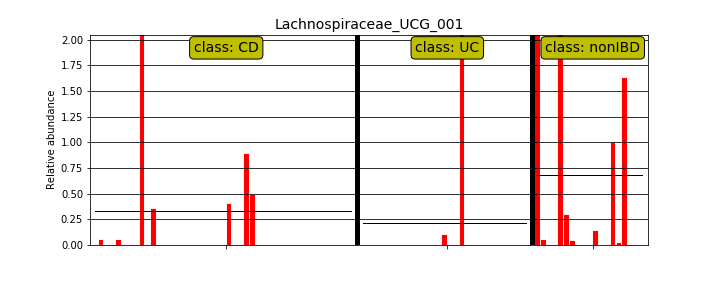 Lachnospiraceae_UCG_001
class: CD
class: UC
class: nonIBD
Relative abundance
2.00
1.75
1.50
1.25
1.00
0.75
0.50
0.25
0.00